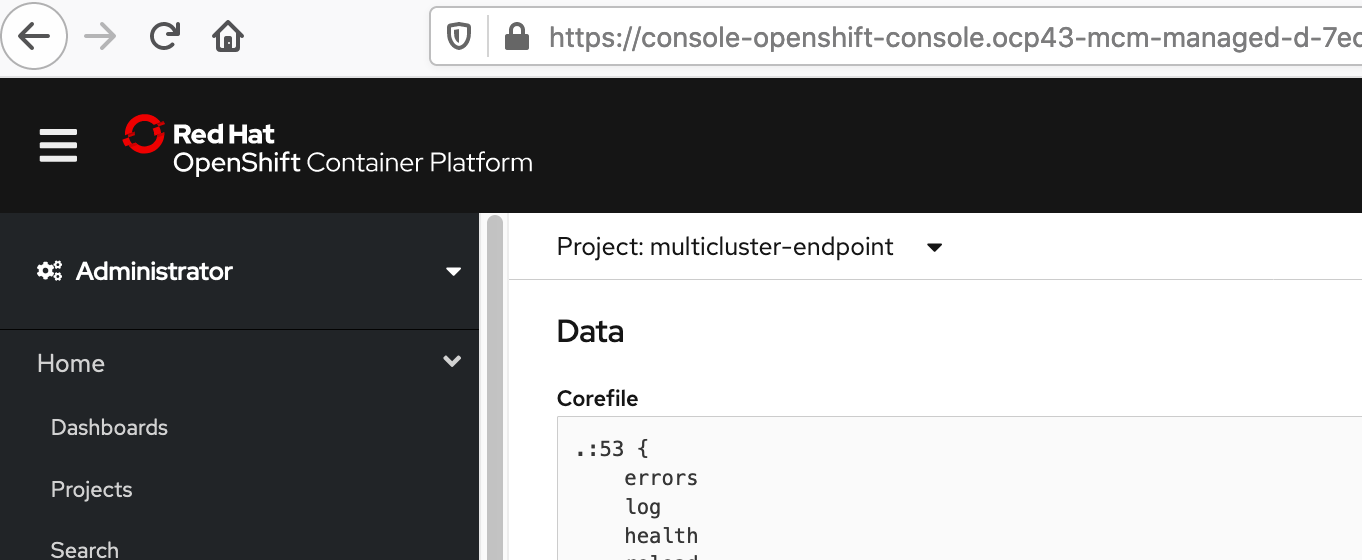 https://console-openshift-console.ocp43-mcm-managed-d-7ec
Red Hat
OpenShift Container Platform
Administrator
Project: multicluster-endpoint
Home
Dashboards
Projects
Search
Data
Corefile
.:53 {
errors
log
health
reload